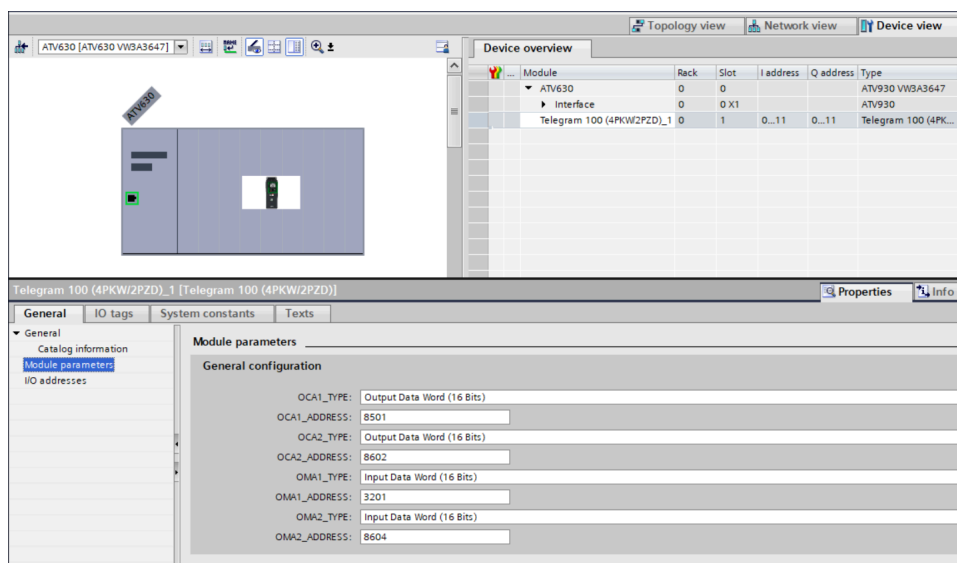 Topology view Network view Device view
ATV630 [ATV630 VW3A3647] Device overview
... Module Rack Slot I address Q address Type
ATV630 0 0 ATV930 VW3A3647
Interface 0 0 X1 ATV930
Telegram 100 (4PKW/2PZD)_1 0 1 0...11 0...11 Telegram 100 (4PK...
ATV630
Telegram 100 (4PKW/2PZD)_1 [Telegram 100 (4PKW/2PZD)] Properties Info
General IO tags System constants Texts
General
Catalog information
Module parameters
I/O addresses
Module parameters
General configuration
OCA1_TYPE: Output Data Word (16 Bits)
OCA1_ADDRESS: 8501
OCA2_TYPE: Output Data Word (16 Bits)
OCA2_ADDRESS: 8602
OMA1_TYPE: Input Data Word (16 Bits)
OMA1_ADDRESS: 3201
OMA2_TYPE: Input Data Word (16 Bits)
OMA2_ADDRESS: 8604